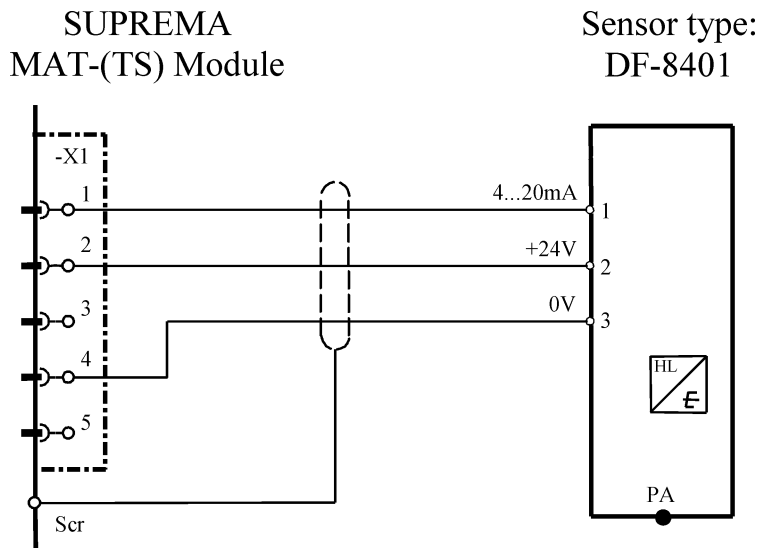 SUPREMA
MAT-(TS) Module
Sensor type:
DF-8401
-X1
1
4...20mA
1
2
+24V
2
3
0V
3
4
HL
E
5
PA
Scr